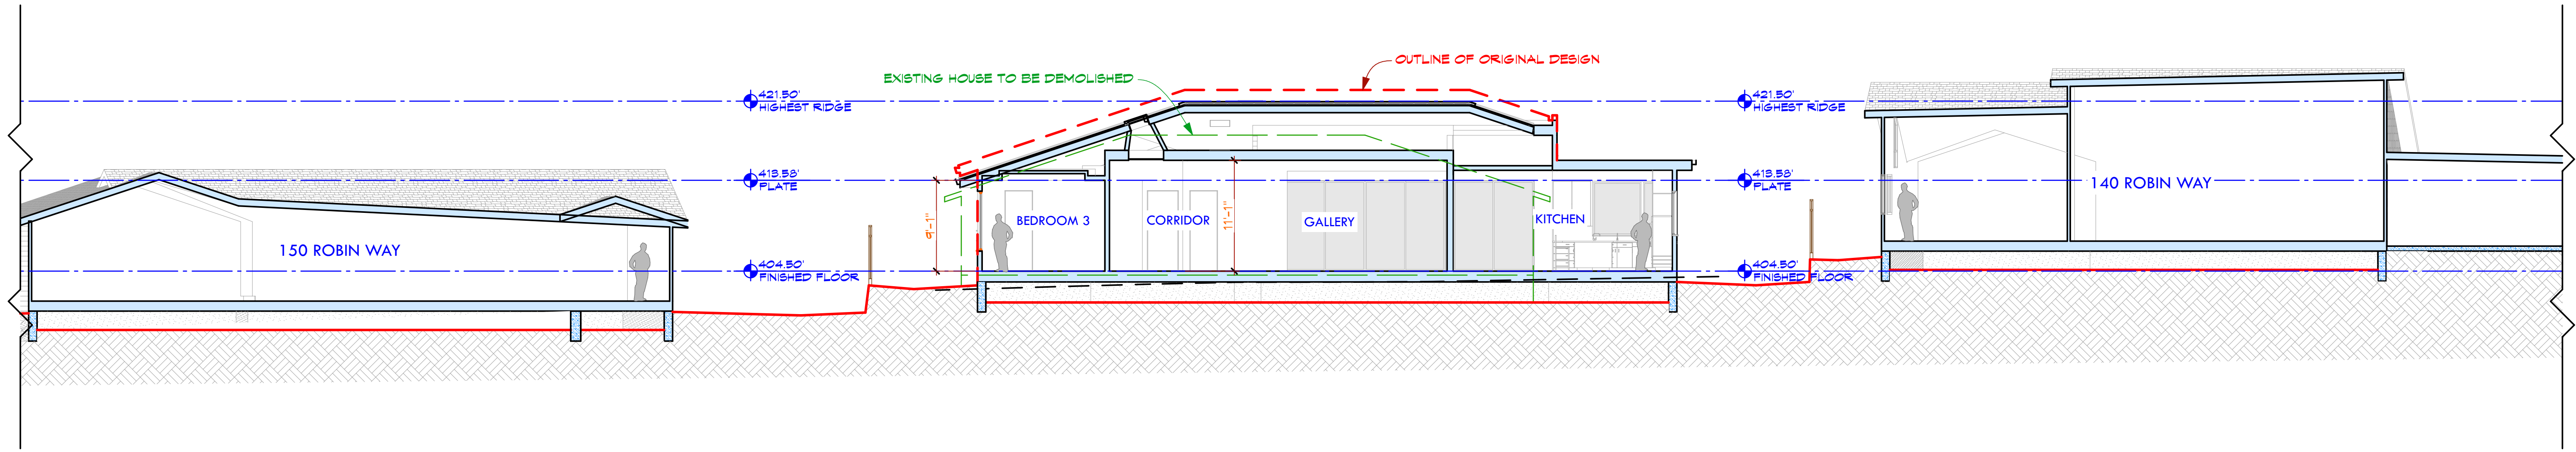 OUTLINE OF ORIGINAL DESIGN
EXISTING HOUSE TO BE DEMOLISHED
421.50'
HIGHEST RIDGE
421.50'
HIGHEST RIDGE
413.58'
PLATE
413.58'
PLATE
140 ROBIN WAY
150 ROBIN WAY
9'-1"
BEDROOM 3
CORRIDOR
11'-1"
GALLERY
KITCHEN
404.50'
FINISHED FLOOR
404.50'
FINISHED FLOOR